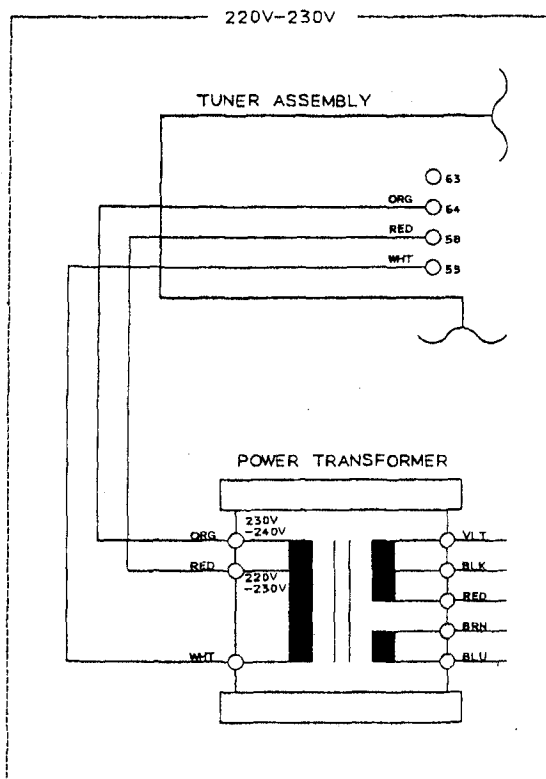 220V-230V
TUNER ASSEMBLY
63
ORG 64
RED 58
WHT 59
POWER TRANSFORMER
230V
-240V
ORG VLT
RED BLK
220V
-230V
RED
BRN
WHT BLU